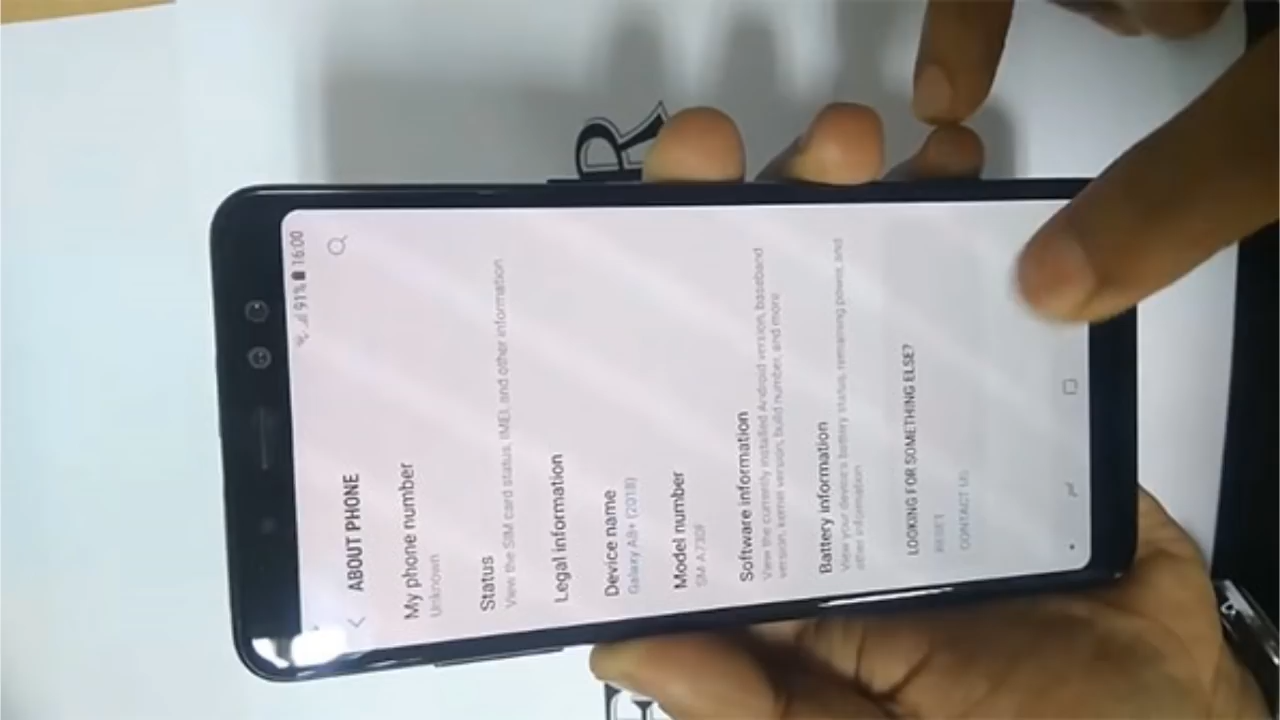 91% 16:00
ABOUT PHONE
My phone number
Unknown
Status
View the SIM card status, IMEI, and other information
Legal information
Device name
Galaxy A8+ (2018)
Model number
SM-A730F
Software information
View the currently installed Android version, baseband
version, kernel version, build number, and more
Battery information
View your device's battery status, remaining power, and
other information
LOOKING FOR SOMETHING ELSE?
RESET
CONTACT US
R